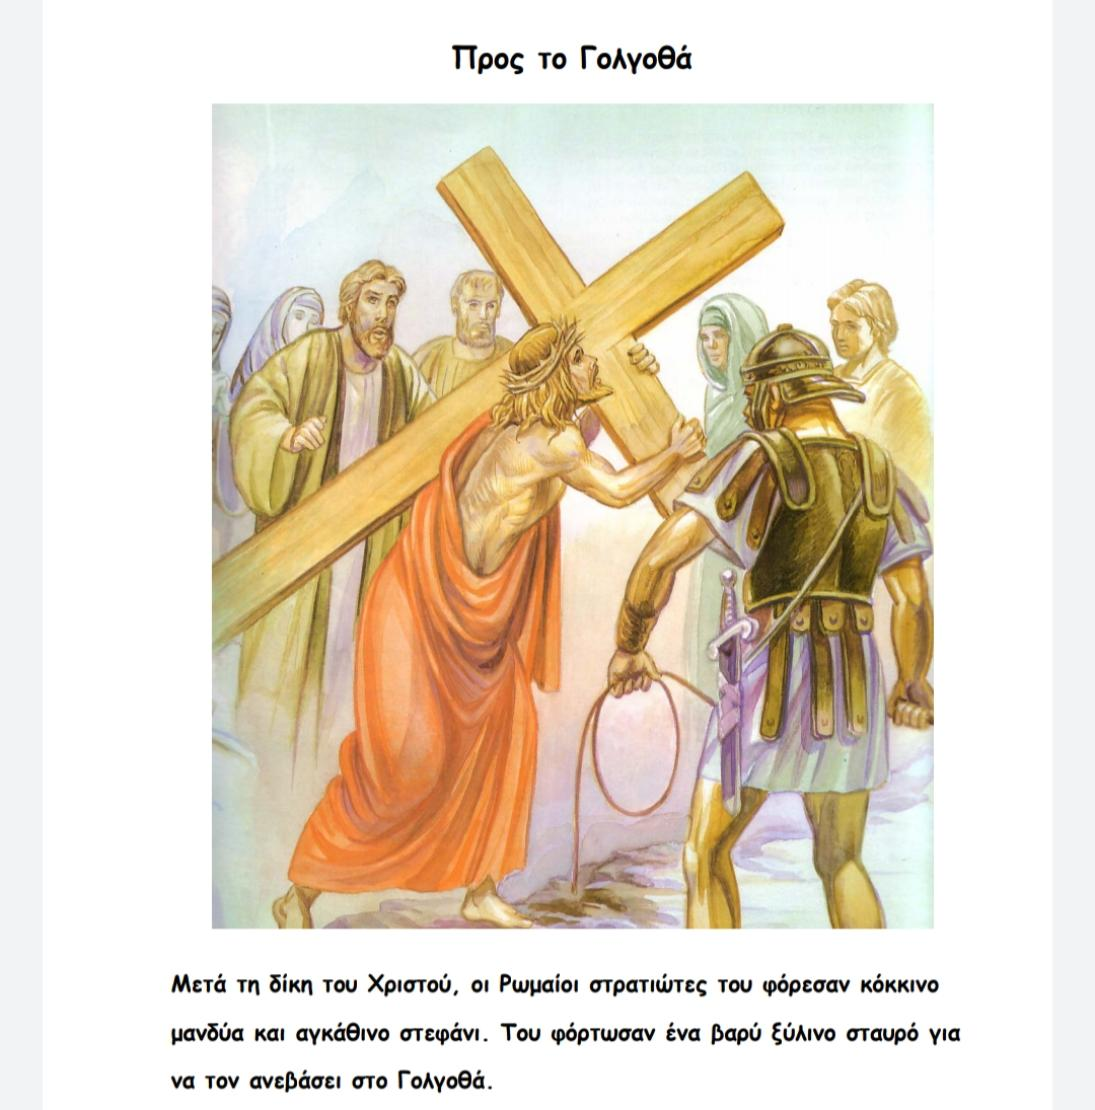 Προς το Γολγοθά
Μετά τη δίκη του Χριστού, οι Ρωμαίοι στρατιώτες του φόρεσαν κόκκινο
μανδύα και αγκάθινο στεφάνι. Του φόρτωσαν ένα βαρύ ξύλινο σταυρό για
να τον ανεβάσει στο Γολγοθά.